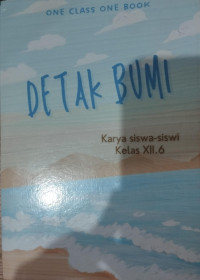 ONE CLASS ONE BOOK
DETAK BUMI
Karya siswa-siswi
Kelas XII.6